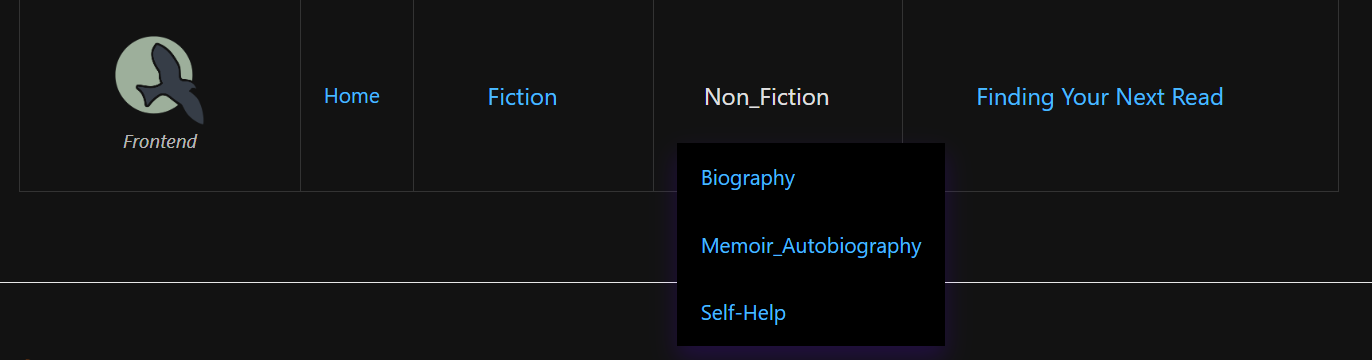 Home
Fiction
Non_Fiction
Finding Your Next Read
Frontend
Biography
Memoir_Autobiography
Self-Help